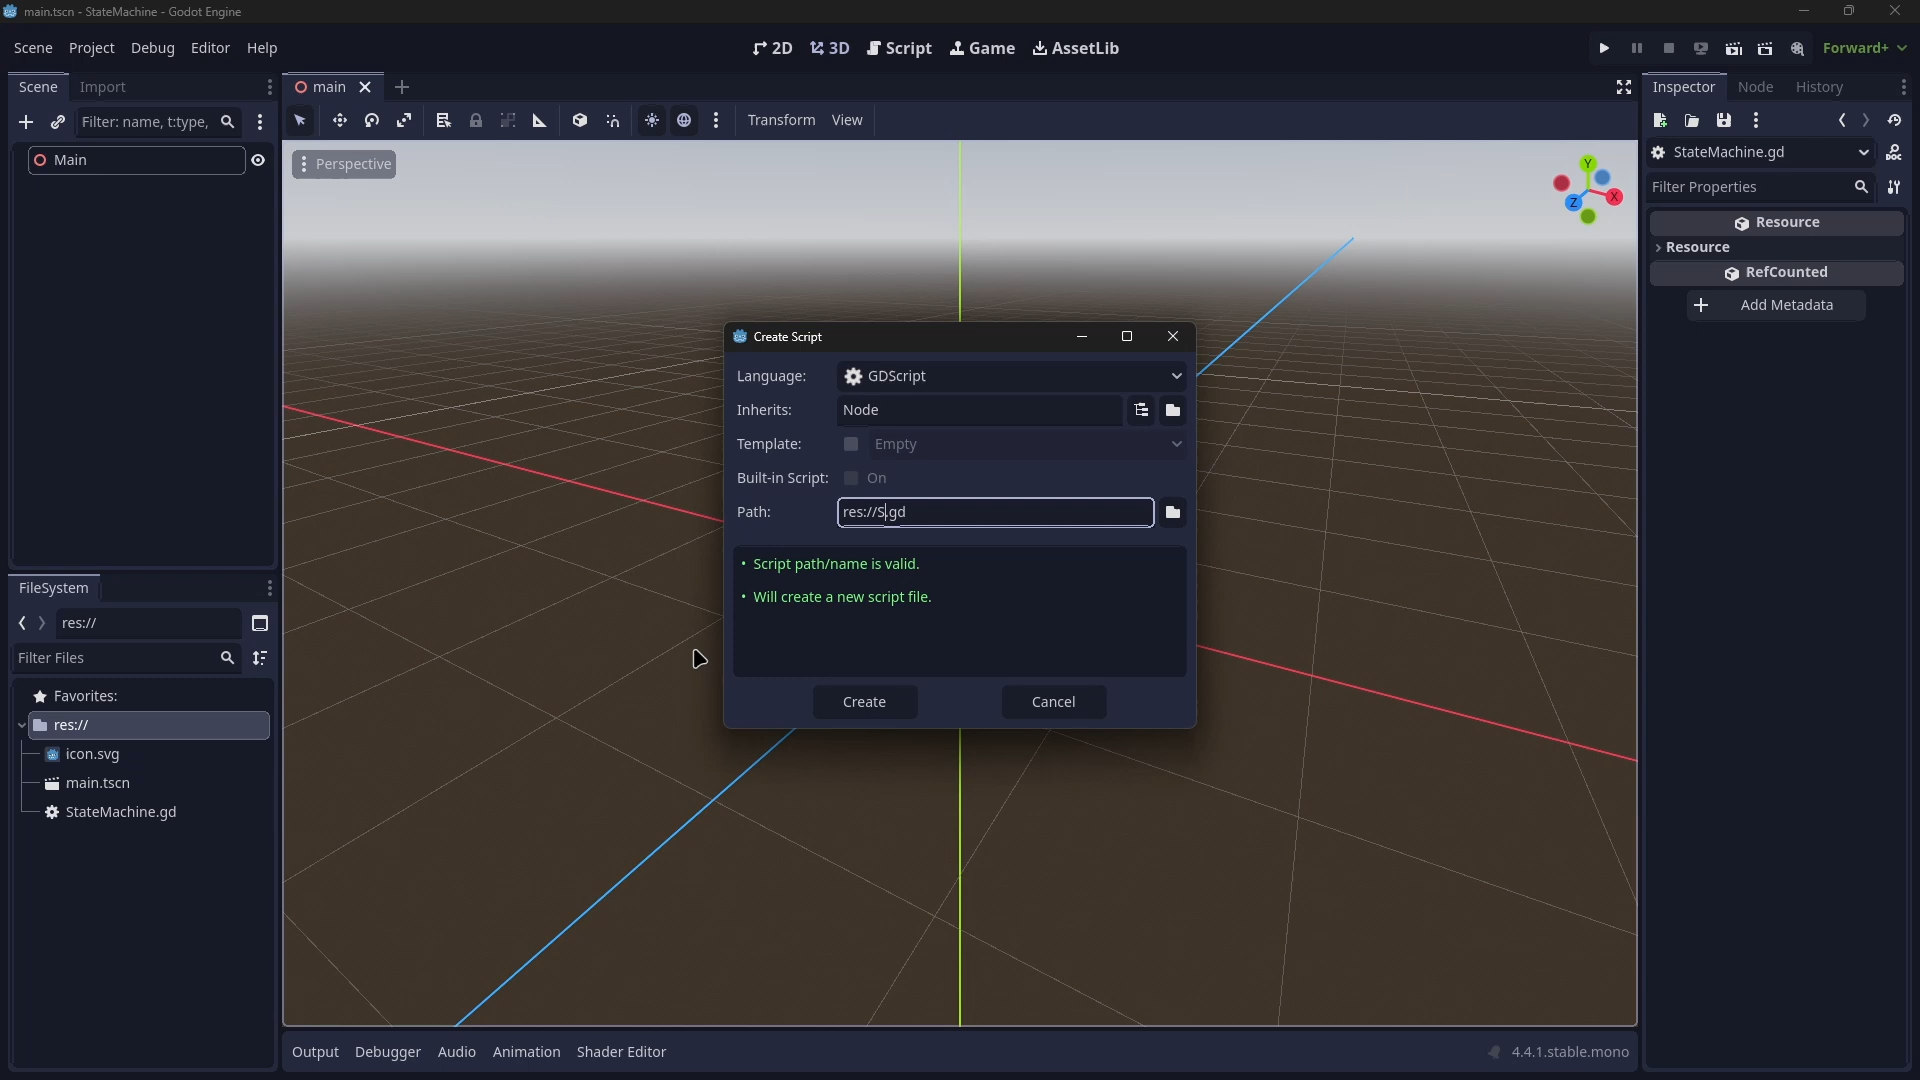 main.tscn - StateMachine - Godot Engine
Scene Project Debug Editor Help
2D 3D Script Game AssetLib
Forward+
Scene Import
main
Inspector Node History
Filter: name, t:type,
Transform View
Main
Perspective
StateMachine.gd
Filter Properties
Y
X
Z
Resource
Resource
RefCounted
Add Metadata
Create Script
Language: GDScript
Inherits: Node
Template: Empty
Built-in Script: On
Path: res://S.gd
• Script path/name is valid.
• Will create a new script file.
Create Cancel
FileSystem
res://
Filter Files
Favorites:
res://
icon.svg
main.tscn
StateMachine.gd
Output Debugger Audio Animation Shader Editor
4.4.1.stable.mono